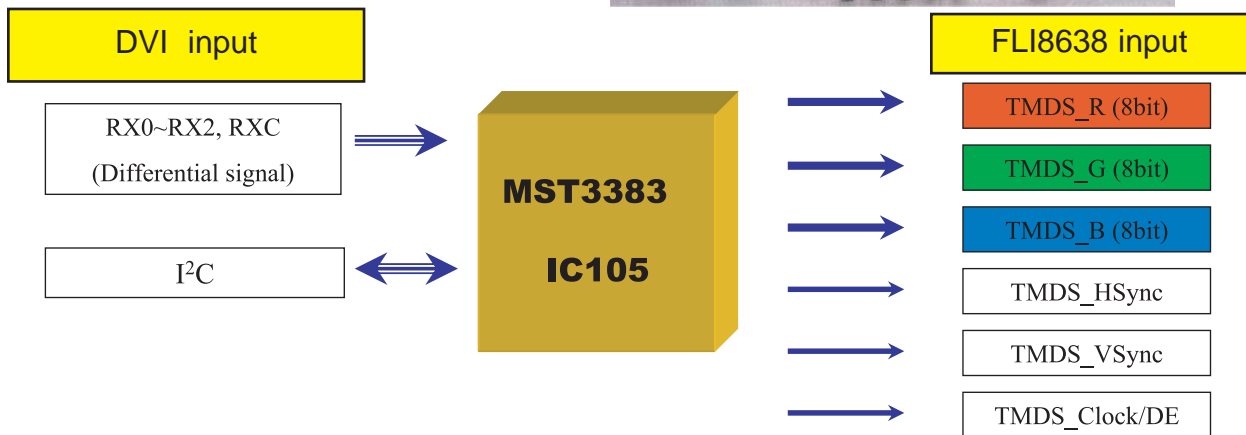 DVI input
RX0~RX2, RXC
(Differential signal)
I²C
MST3383
IC105
FLI8638 input
TMDS_R (8bit)
TMDS_G (8bit)
TMDS_B (8bit)
TMDS_HSync
TMDS_VSync
TMDS_Clock/DE